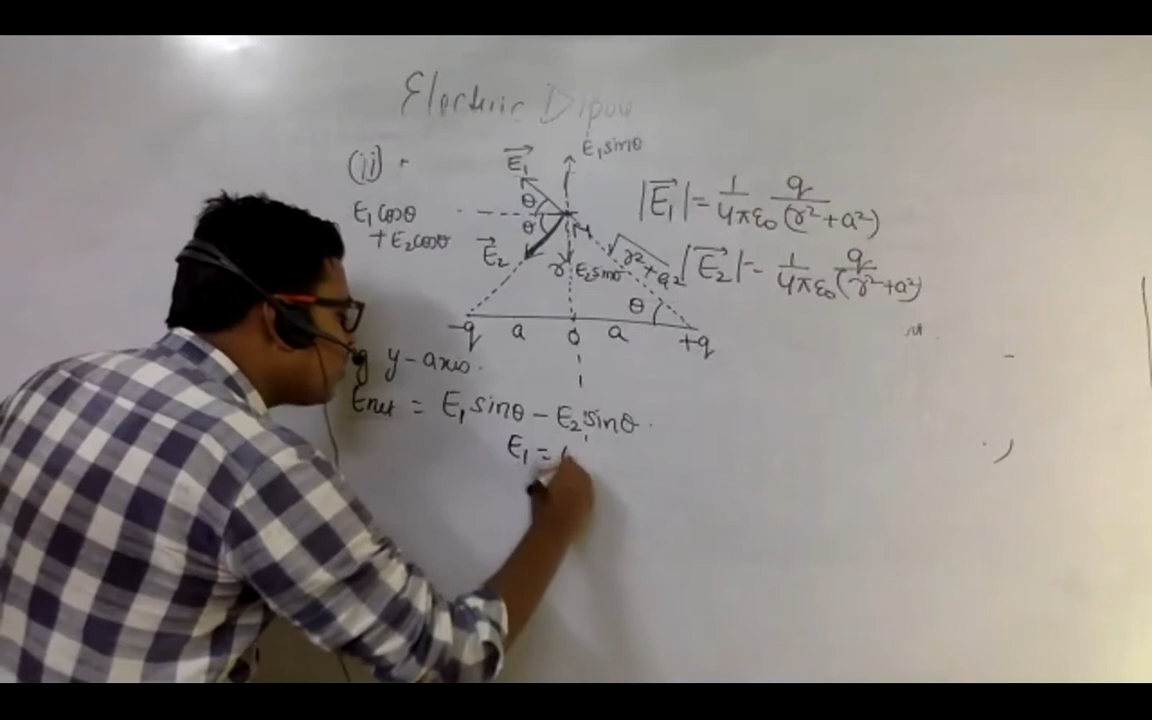 Electric Dipole
(ii)
E₁ sinθ
E₁→
θ
E₁ cosθ
+ E₂ cosθ
θ
E₂→
r
E₂ sinθ
√r² + a²
θ
-q a O a +q
|E₁→| = 1/4πε₀ q/(r² + a²)
|E₂→| = 1/4πε₀ q/(r² + a²)
y-axis.
Enet = E₁ sinθ - E₂ sinθ.
E₁ =